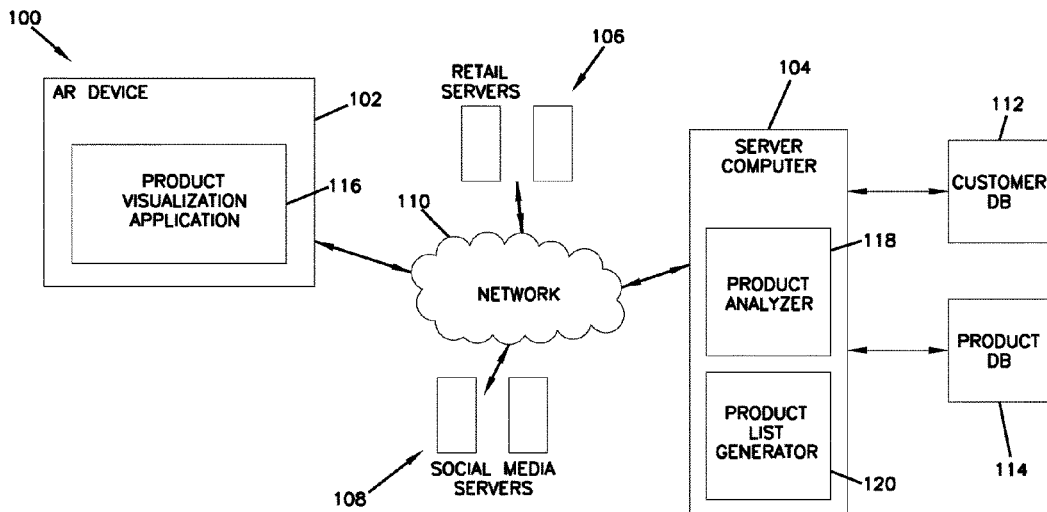 100
AR DEVICE
102
PRODUCT
VISUALIZATION
APPLICATION
116
RETAIL
SERVERS
106
110
NETWORK
SOCIAL MEDIA
SERVERS
108
104
SERVER
COMPUTER
118
PRODUCT
ANALYZER
PRODUCT
LIST
GENERATOR
120
112
CUSTOMER
DB
PRODUCT
DB
114